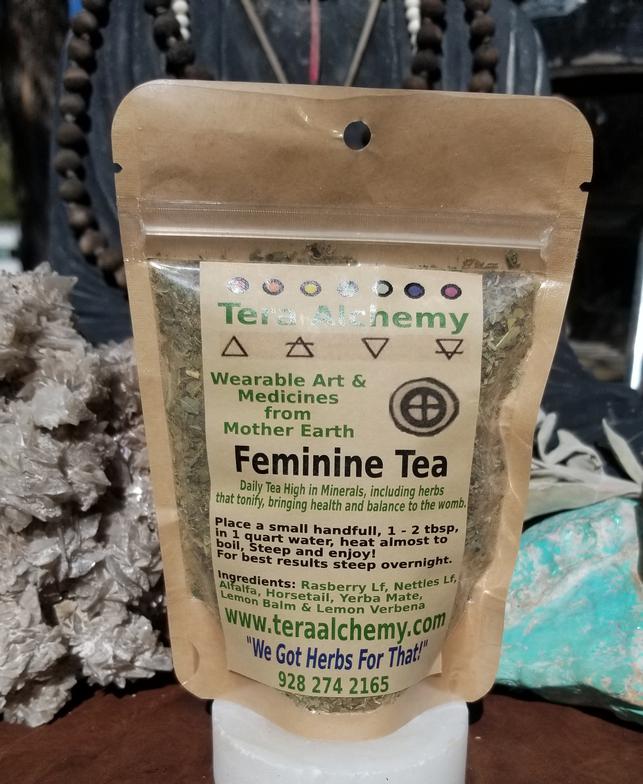 Tera Alchemy
Wearable Art &
Medicines
from
Mother Earth
Feminine Tea
Daily Tea High in Minerals, including herbs
that tonify, bringing health and balance to the womb.
Place a small handfull, 1 - 2 tbsp,
in 1 quart water, heat almost to
boil, Steep and enjoy!
For best results steep overnight.
Ingredients: Rasberry Lf, Nettles Lf,
Alfalfa, Horsetail, Yerba Mate,
Lemon Balm & Lemon Verbena
www.teraalchemy.com
"We Got Herbs For That!"
928 274 2165